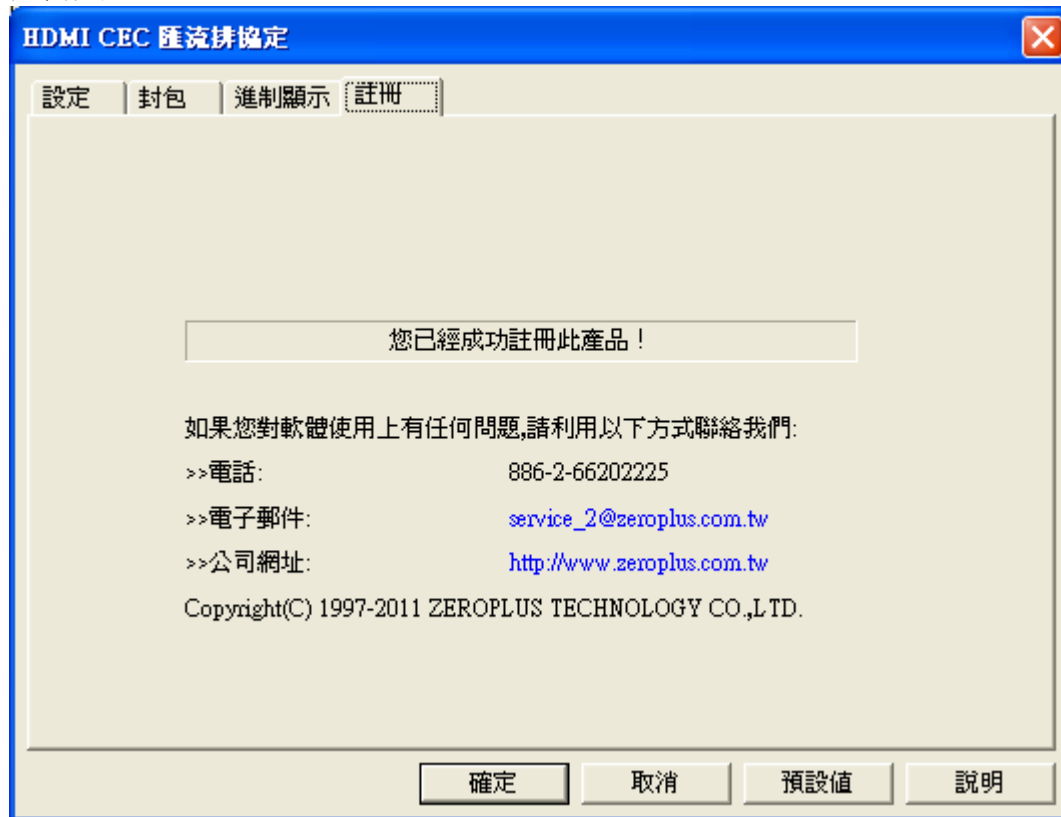 HDMI CEC 匯流排協定
設定 封包 進制顯示 註冊
您已經成功註冊此產品！
如果您對軟體使用上有任何問題,請利用以下方式聯絡我們:
>>電話: 886-2-66202225
>>電子郵件: service_2@zeroplus.com.tw
>>公司網址: http://www.zeroplus.com.tw
Copyright(C) 1997-2011 ZEROPLUS TECHNOLOGY CO.,LTD.
確定 取消 預設值 說明